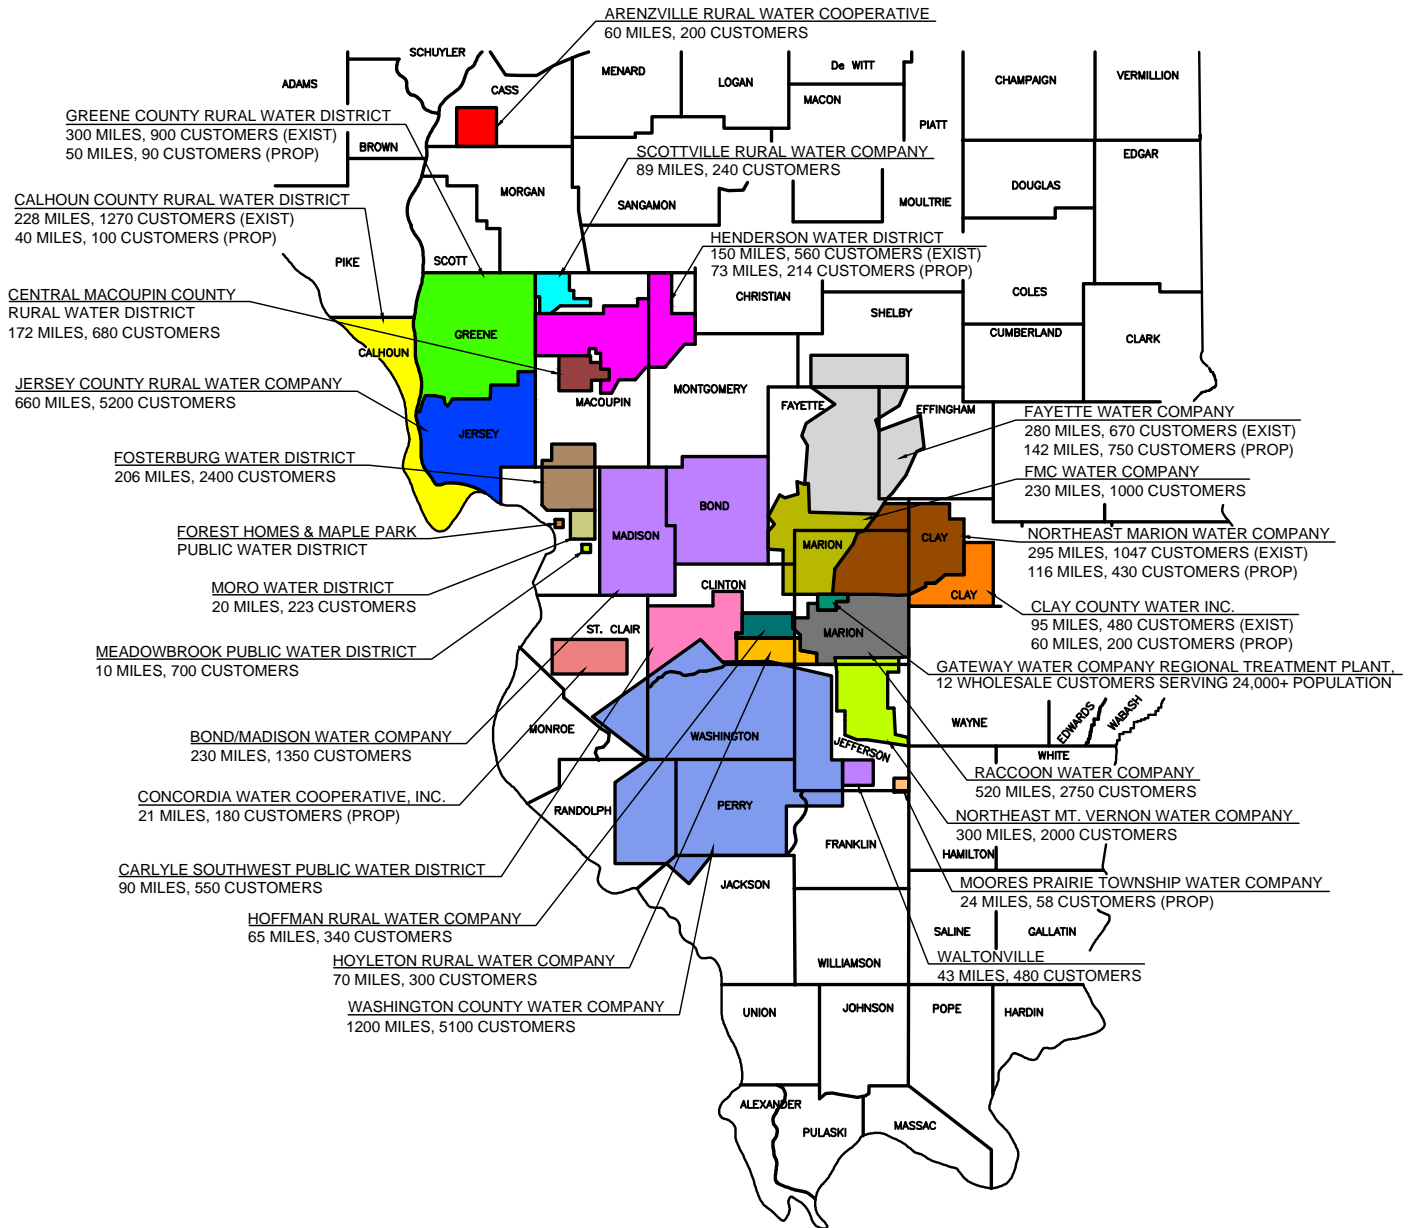 ARENZVILLE RURAL WATER COOPERATIVE
60 MILES, 200 CUSTOMERS
SCHUYLER
ADAMS
CASS
MENARD
LOGAN
De WITT
MACON
CHAMPAIGN
VERMILLION
GREENE COUNTY RURAL WATER DISTRICT
300 MILES, 900 CUSTOMERS (EXIST)
50 MILES, 90 CUSTOMERS (PROP)
BROWN
PIATT
EDGAR
SCOTTVILLE RURAL WATER COMPANY
89 MILES, 240 CUSTOMERS
MORGAN
SANGAMON
MOULTRIE
DOUGLAS
CALHOUN COUNTY RURAL WATER DISTRICT
228 MILES, 1270 CUSTOMERS (EXIST)
40 MILES, 100 CUSTOMERS (PROP)
HENDERSON WATER DISTRICT
150 MILES, 560 CUSTOMERS (EXIST)
73 MILES, 214 CUSTOMERS (PROP)
PIKE
SCOTT
CHRISTIAN
SHELBY
COLES
CUMBERLAND
CLARK
CENTRAL MACOUPIN COUNTY
RURAL WATER DISTRICT
172 MILES, 680 CUSTOMERS
GREENE
CALHOUN
JERSEY COUNTY RURAL WATER COMPANY
660 MILES, 5200 CUSTOMERS
MACOUPIN
MONTGOMERY
FAYETTE
EFFINGHAM
FAYETTE WATER COMPANY
280 MILES, 670 CUSTOMERS (EXIST)
142 MILES, 750 CUSTOMERS (PROP)
JERSEY
FOSTERBURG WATER DISTRICT
206 MILES, 2400 CUSTOMERS
FMC WATER COMPANY
230 MILES, 1000 CUSTOMERS
BOND
FOREST HOMES & MAPLE PARK
PUBLIC WATER DISTRICT
MADISON
MARION
CLAY
NORTHEAST MARION WATER COMPANY
295 MILES, 1047 CUSTOMERS (EXIST)
116 MILES, 430 CUSTOMERS (PROP)
MORO WATER DISTRICT
20 MILES, 223 CUSTOMERS
CLINTON
CLAY
CLAY COUNTY WATER INC.
95 MILES, 480 CUSTOMERS (EXIST)
60 MILES, 200 CUSTOMERS (PROP)
ST. CLAIR
MARION
MEADOWBROOK PUBLIC WATER DISTRICT
10 MILES, 700 CUSTOMERS
GATEWAY WATER COMPANY REGIONAL TREATMENT PLANT,
12 WHOLESALE CUSTOMERS SERVING 24,000+ POPULATION
MONROE
WASHINGTON
JEFFERSON
WAYNE
EDWARDS
WABASH
WHITE
BOND/MADISON WATER COMPANY
230 MILES, 1350 CUSTOMERS
RACCOON WATER COMPANY
520 MILES, 2750 CUSTOMERS
CONCORDIA WATER COOPERATIVE, INC.
21 MILES, 180 CUSTOMERS (PROP)
RANDOLPH
PERRY
NORTHEAST MT. VERNON WATER COMPANY
300 MILES, 2000 CUSTOMERS
FRANKLIN
HAMILTON
CARLYLE SOUTHWEST PUBLIC WATER DISTRICT
90 MILES, 550 CUSTOMERS
JACKSON
MOORES PRAIRIE TOWNSHIP WATER COMPANY
24 MILES, 58 CUSTOMERS (PROP)
HOFFMAN RURAL WATER COMPANY
65 MILES, 340 CUSTOMERS
SALINE
GALLATIN
HOYLETON RURAL WATER COMPANY
70 MILES, 300 CUSTOMERS
WILLIAMSON
WALTONVILLE
43 MILES, 480 CUSTOMERS
WASHINGTON COUNTY WATER COMPANY
1200 MILES, 5100 CUSTOMERS
UNION
JOHNSON
POPE
HARDIN
ALEXANDER
PULASKI
MASSAC